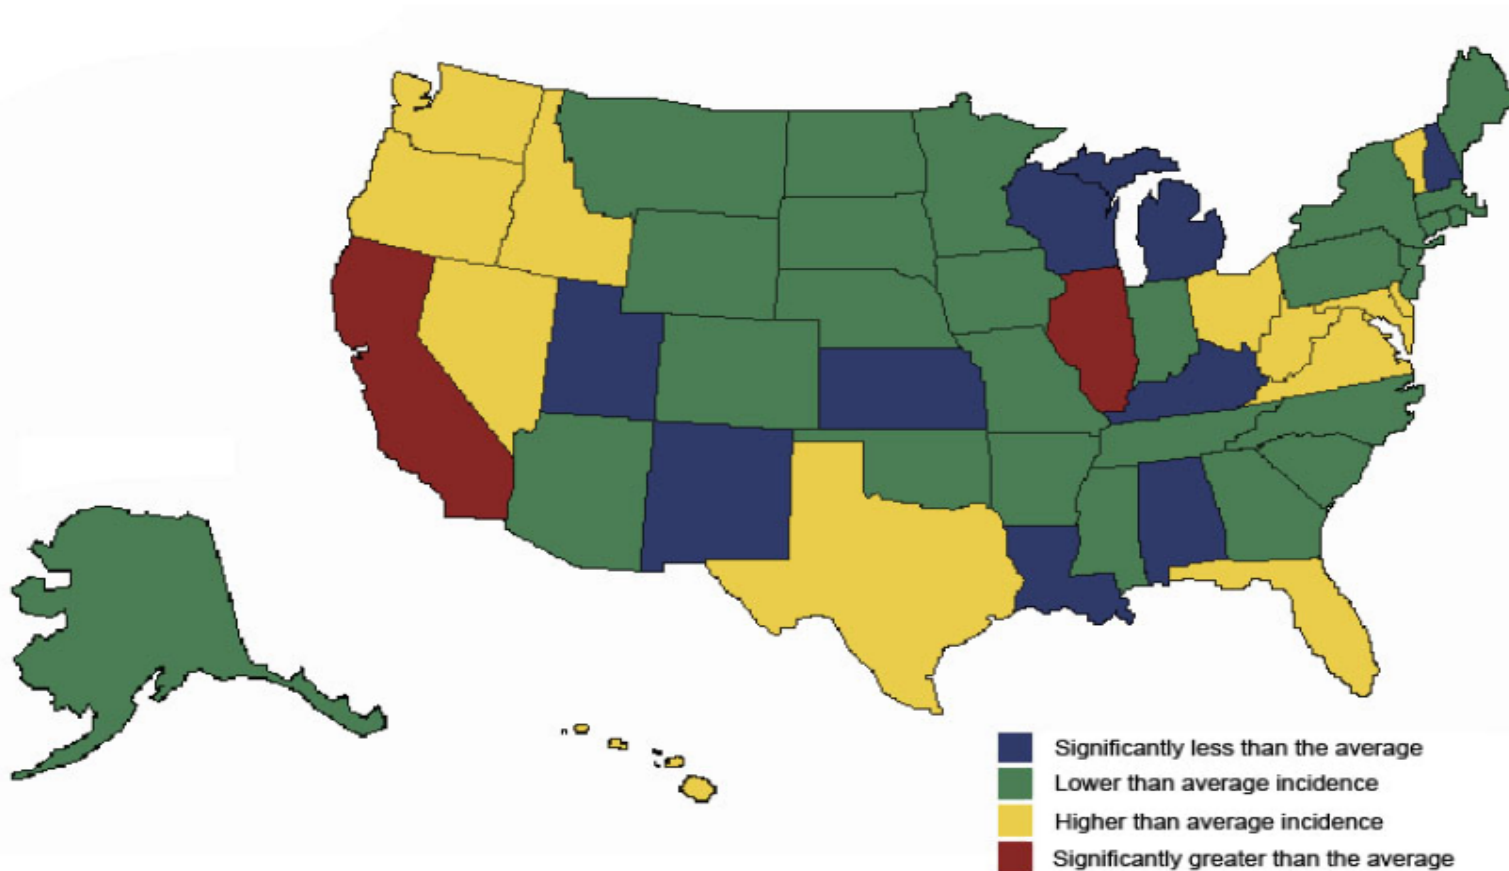 Significantly less than the average
Lower than average incidence
Higher than average incidence
Significantly greater than the average